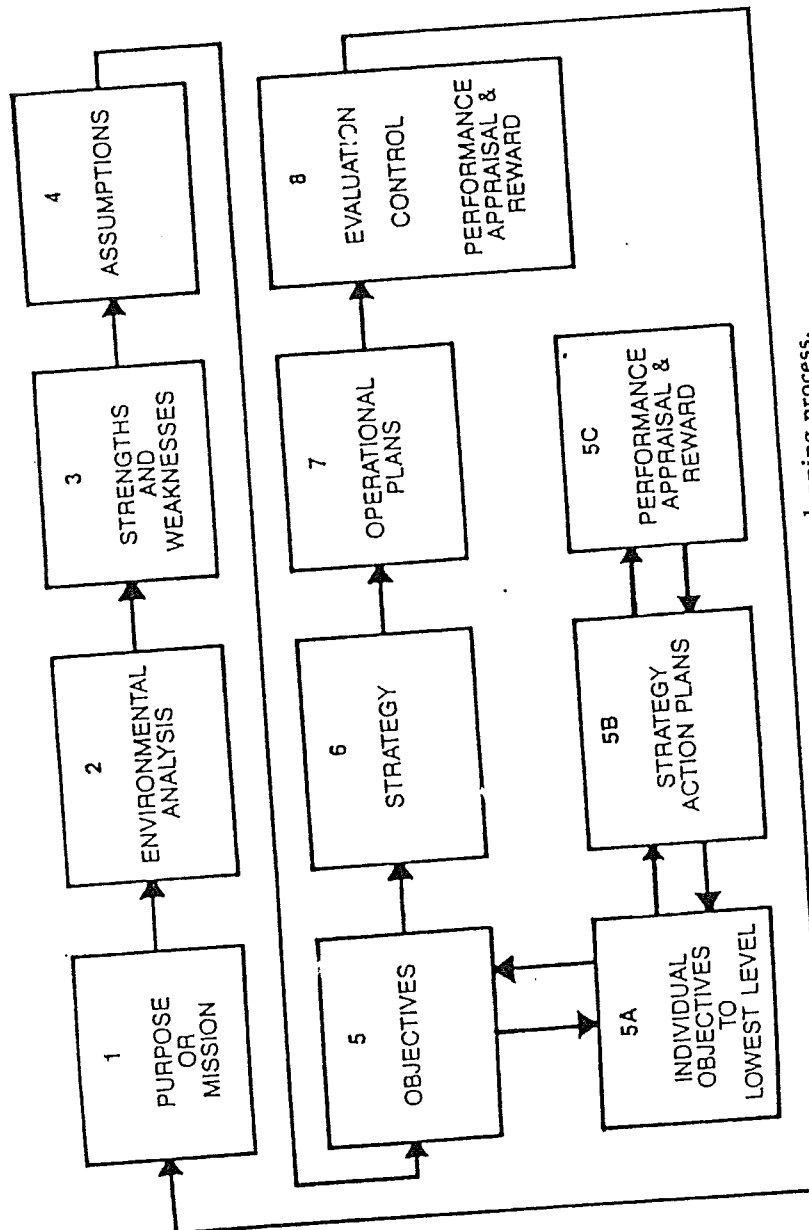 1
PURPOSE
OR
MISSION
2
ENVIRONMENTAL
ANALYSIS
3
STRENGTHS
AND
WEAKNESSES
4
ASSUMPTIONS
5
OBJECTIVES
6
STRATEGY
7
OPERATIONAL
PLANS
8
EVALUATION
CONTROL
PERFORMANCE
APPRAISAL &
REWARD
5A
INDIVIDUAL
OBJECTIVES
TO
LOWEST LEVEL
5B
STRATEGY
ACTION PLANS
5C
PERFORMANCE
APPRAISAL &
REWARD
process.